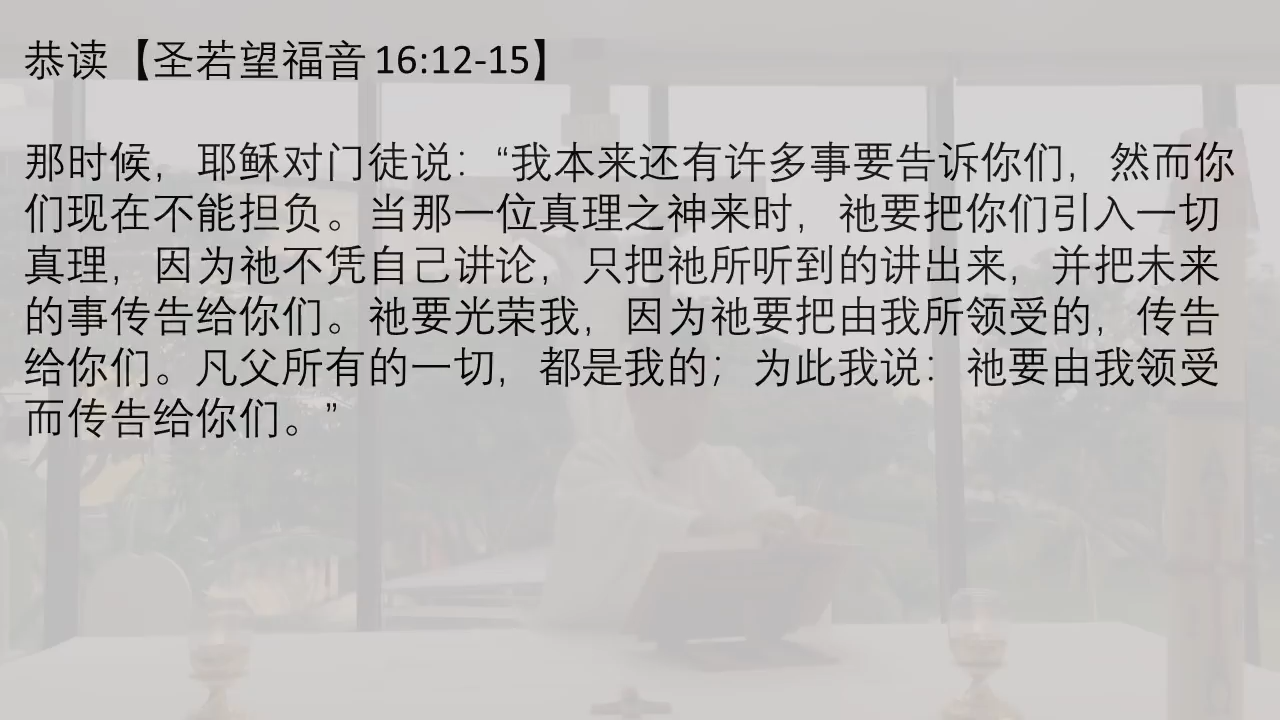 恭读【圣若望福音 16:12-15】
那时候，耶稣对门徒说：“我本来还有许多事要告诉你们，然而你
们现在不能担负。当那一位真理之神来时，祂要把你们引入一切
真理，因为祂不凭自己讲论，只把祂所听到的讲出来，并把未来
的事传告给你们。祂要光荣我，因为祂要把由我所领受的，传告
给你们。凡父所有的一切，都是我的；为此我说：祂要由我领受
而传告给你们。”